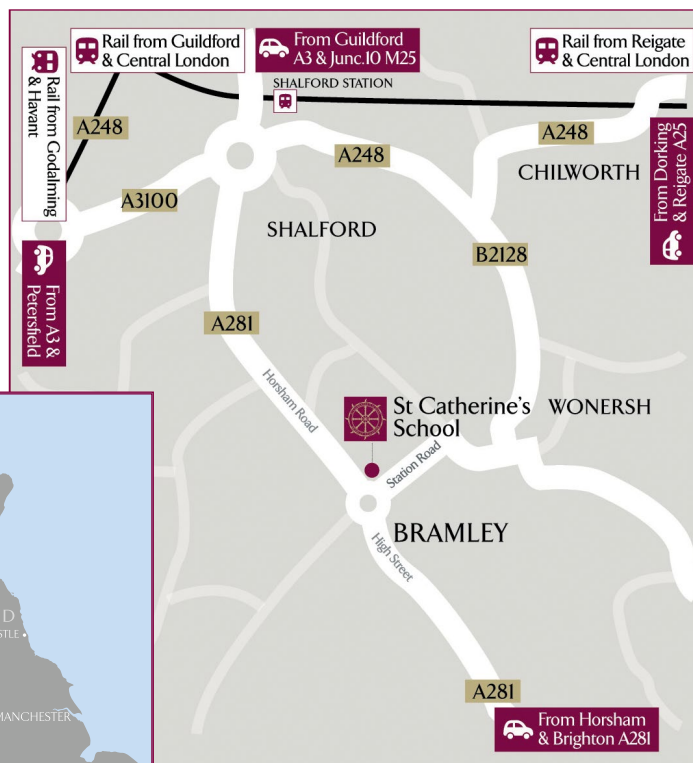 Rail from Guildford
& Central London
From Guildford
A3 & Junc.10 M25
Rail from Reigate
& Central London
SHALFORD STATION
Rail from Godalming
& Havant
A248
A248
A248
CHILWORTH
From Dorking
& Reigate A25
A3100
SHALFORD
B2128
From A3 &
Petersfield
A281
Horsham Road
St Catherine's
School
WONERSH
Station Road
BRAMLEY
High Street
A281
From Horsham
& Brighton A281
D
STLE
MANCHESTER